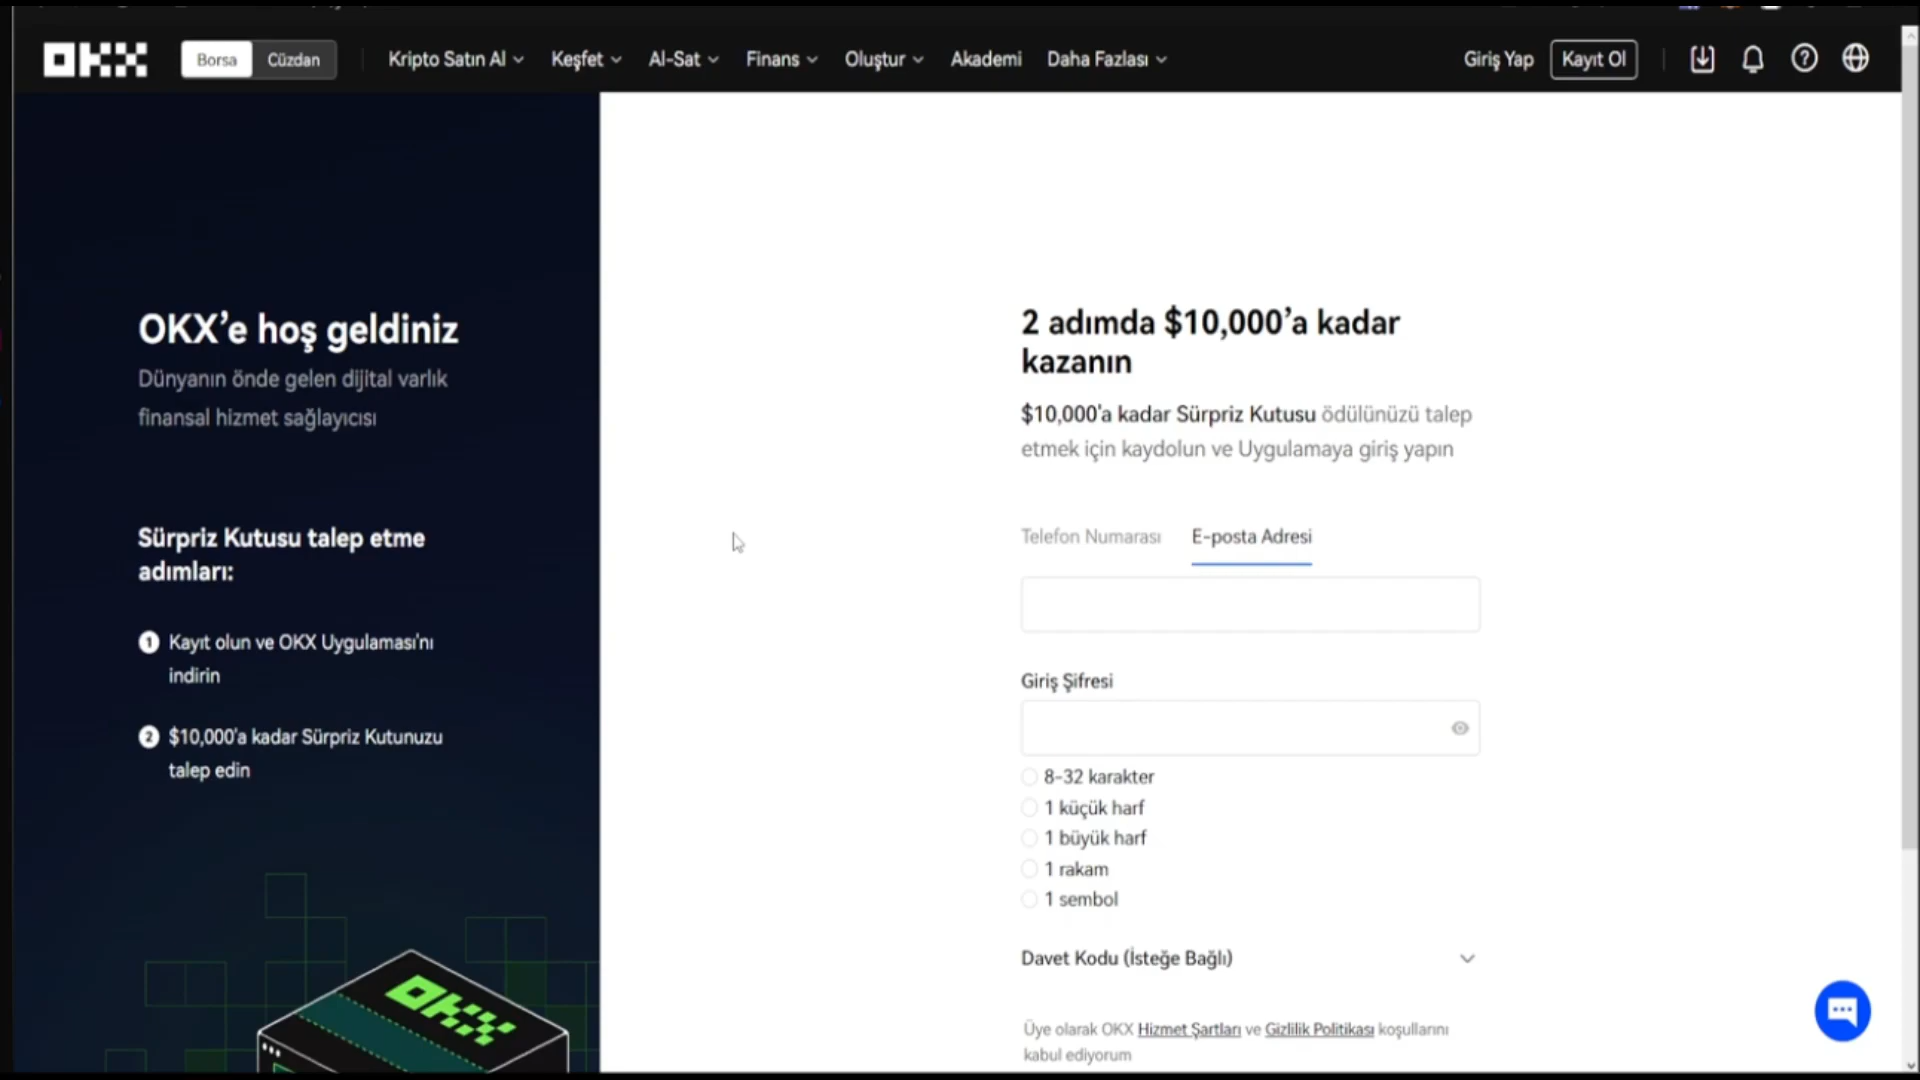 OKX Borsa Cüzdan Kripto Satın Al Keşfet Al-Sat Finans Oluştur Akademi Daha Fazlası Giriş Yap Kayıt Ol
OKX’e hoş geldiniz
Dünyanın önde gelen dijital varlık
finansal hizmet sağlayıcısı
Sürpriz Kutusu talep etme
adımları:
1 Kayıt olun ve OKX Uygulaması'nı
indirin
2 $10,000'a kadar Sürpriz Kutunuzu
talep edin
OKX
2 adımda $10,000’a kadar
kazanın
$10,000'a kadar Sürpriz Kutusu ödülünüzü talep
etmek için kaydolun ve Uygulamaya giriş yapın
Telefon Numarası E-posta Adresi
Giriş Şifresi
8-32 karakter
1 küçük harf
1 büyük harf
1 rakam
1 sembol
Davet Kodu (İsteğe Bağlı)
Üye olarak OKX Hizmet Şartları ve Gizlilik Politikası koşullarını
kabul ediyorum